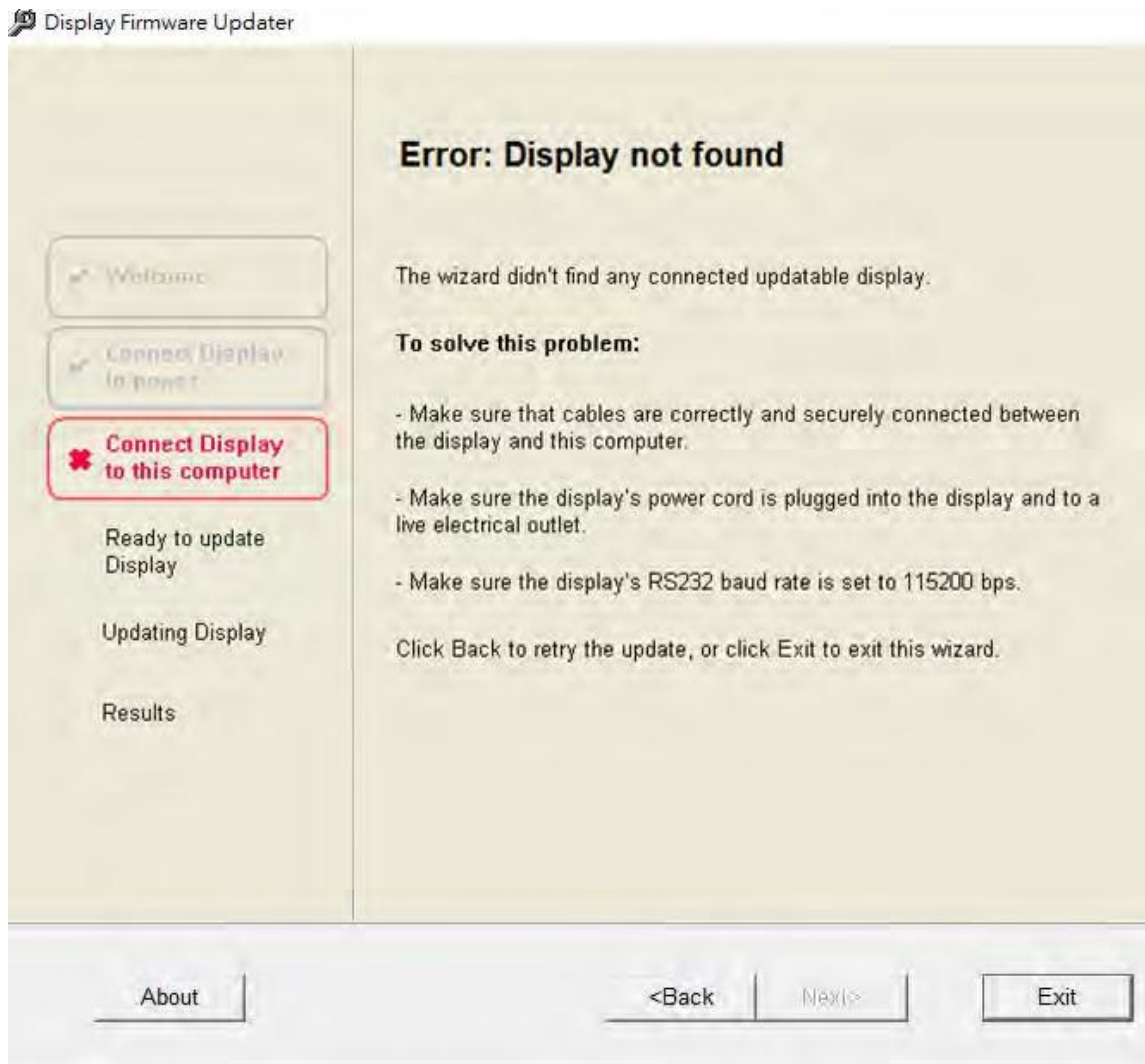 Display Firmware Updater
Error: Display not found
Welcome
Connect Display
to power
Connect Display
to this computer
Ready to update
Display
Updating Display
Results
The wizard didn't find any connected updatable display.
To solve this problem:
- Make sure that cables are correctly and securely connected between
the display and this computer.
- Make sure the display's power cord is plugged into the display and to a
live electrical outlet.
- Make sure the display's RS232 baud rate is set to 115200 bps.
Click Back to retry the update, or click Exit to exit this wizard.
About
<Back
Next>
Exit